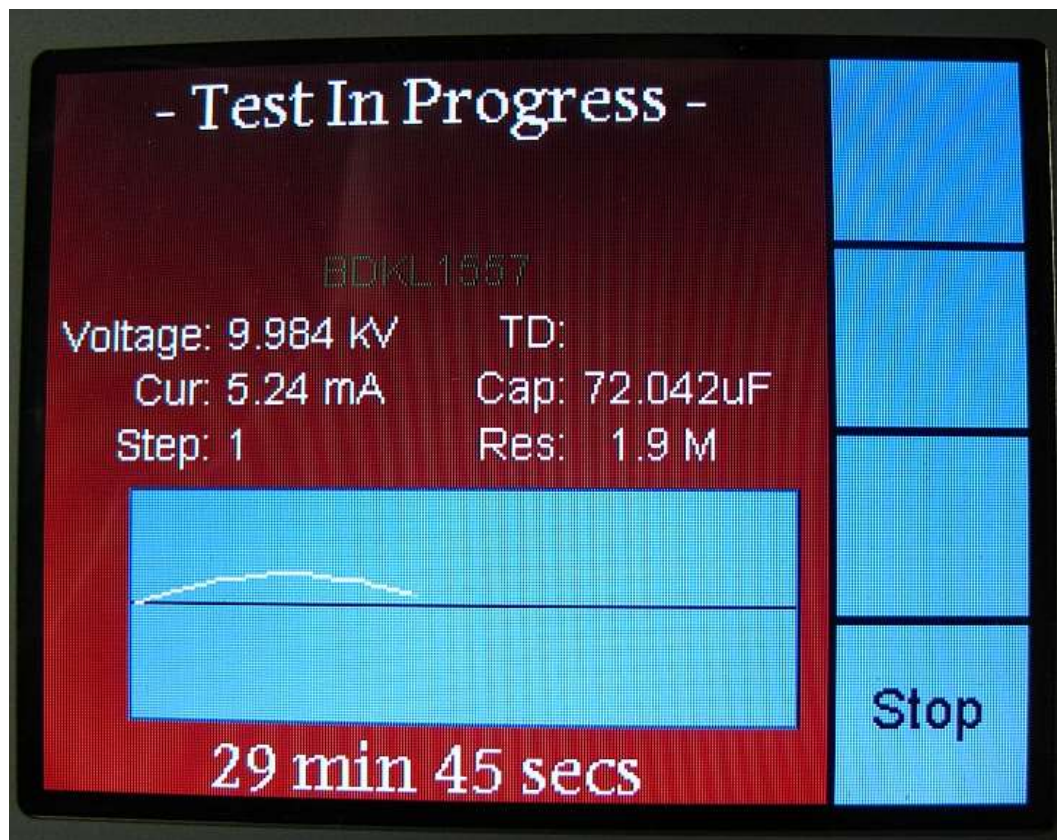 - Test In Progress -
BDKL1557
Voltage: 9.984 kV TD:
Cur: 5.24 mA Cap: 72.042uF
Step: 1 Res: 1.9 M
Stop
29 min 45 secs